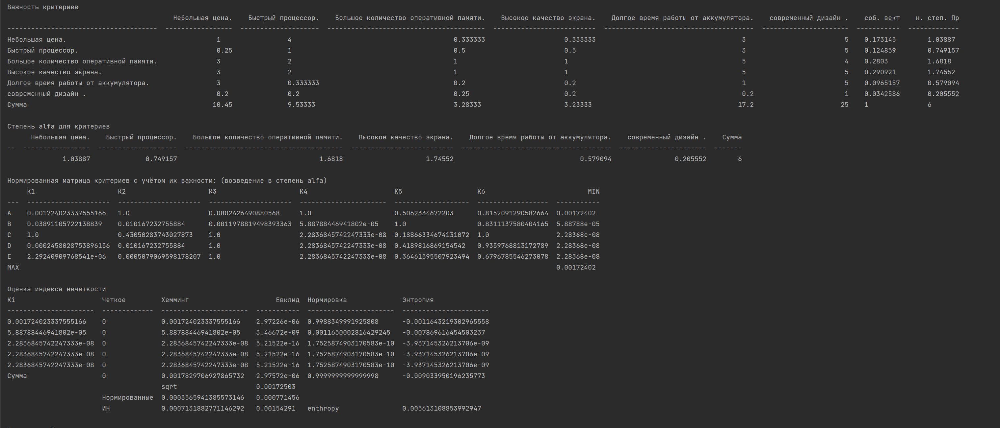 Важность критериев
Небольшая цена. Быстрый процессор. Большое количество оперативной памяти. Высокое качество экрана. Долгое время работы от аккумулятора. современный дизайн . соб. вект н. степ. Пр
-------------------------------------- ----------------- -------------------- ---------------------------------------- -------------------------- -------------------------------------- ---------------------- ----------- -------------
Небольшая цена. 1 4 0.333333 0.333333 3 5 0.173145 1.03887
Быстрый процессор. 0.25 1 0.5 0.5 3 5 0.124859 0.749157
Большое количество оперативной памяти. 3 2 1 1 5 4 0.2803 1.6818
Высокое качество экрана. 3 2 1 1 5 5 0.290921 1.74552
Долгое время работы от аккумулятора. 3 0.333333 0.2 0.2 1 5 0.0965157 0.579094
современный дизайн . 0.2 0.2 0.25 0.2 0.2 1 0.0342586 0.205552
Сумма 10.45 9.53333 3.28333 3.23333 17.2 25 1 6
Степень alfa для критериев
Небольшая цена. Быстрый процессор. Большое количество оперативной памяти. Высокое качество экрана. Долгое время работы от аккумулятора. современный дизайн . Сумма
-- ----------------- -------------------- ---------------------------------------- -------------------------- -------------------------------------- ---------------------- -------
1.03887 0.749157 1.6818 1.74552 0.579094 0.205552 6
Нормированная матрица критериев с учётом их важности: (возведение в степень alfa)
К1 К2 К3 К4 К5 К6 MIN
--- --------------------- --------------------- --------------------- ---------------------- ------------------- ------------------ -----------
A 0.001724023337555166 1.0 0.0802426490880568 1.0 0.5062334672203 0.8152091290582664 0.00172402
B 0.03891105722138839 0.010167232755884 0.0011978819498393363 5.88788446941802e-05 1.0 0.8311137580404165 5.88788e-05
C 1.0 0.43050283743027873 1.0 2.2836845742247333e-08 0.18866334674131072 1.0 2.28368e-08
D 0.0002458028753896156 0.010167232755884 1.0 2.2836845742247333e-08 0.4189816869154542 0.9359768813172789 2.28368e-08
E 2.29240909768541e-06 0.0005079069598178207 1.0 2.2836845742247333e-08 0.36461595507923494 0.6796785546273078 2.28368e-08
MAX 0.00172402
Оценка индекса нечеткости
Ki Четкое Хемминг Евклид Нормировка Энтропия
---------------------- ------------- ---------------------- ----------- ---------------------- ----------------------
0.001724023337555166 0 0.001724023337555166 2.97226e-06 0.9988349991925808 -0.0011643219302965558
5.88788446941802e-05 0 5.88788446941802e-05 3.46672e-09 0.0011650002816429245 -0.007869616454503237
2.2836845742247333e-08 0 2.2836845742247333e-08 5.21522e-16 1.7525874903170583e-10 -3.937145326213706e-09
2.2836845742247333e-08 0 2.2836845742247333e-08 5.21522e-16 1.7525874903170583e-10 -3.937145326213706e-09
2.2836845742247333e-08 0 2.2836845742247333e-08 5.21522e-16 1.7525874903170583e-10 -3.937145326213706e-09
Сумма 0 0.0017829706927865732 2.97572e-06 0.9999999999999998 -0.009033950196235773
sqrt 0.00172503
Нормированные 0.0003565941385573146 0.000771456
ИН 0.0007131882771146292 0.00154291 enthropy 0.005613108853992947